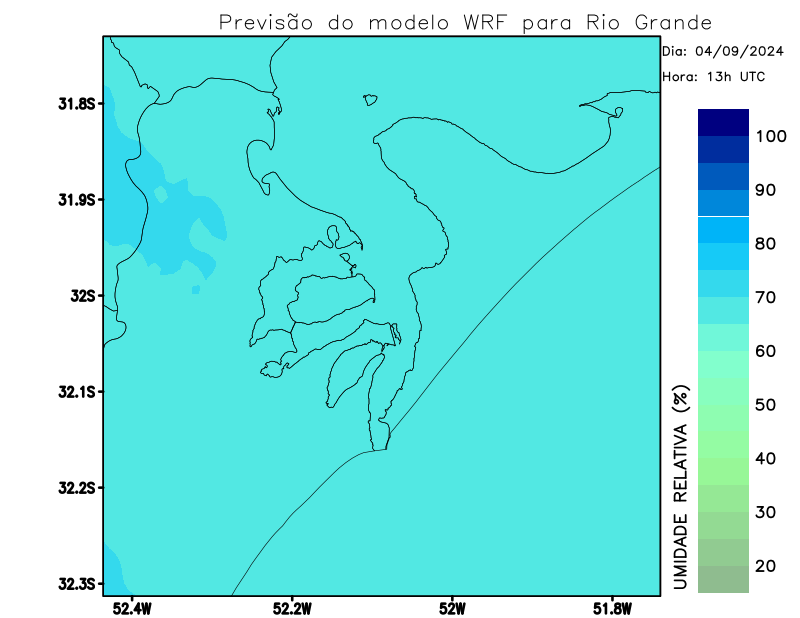 Previsão do modelo WRF para Rio Grande
Dia: 04/09/2024
Hora: 13h UTC
31.8S
31.9S
32S
32.1S
32.2S
32.3S
52.4W
52.2W
52W
51.8W
UMIDADE RELATIVA (%)
100
90
80
70
60
50
40
30
20